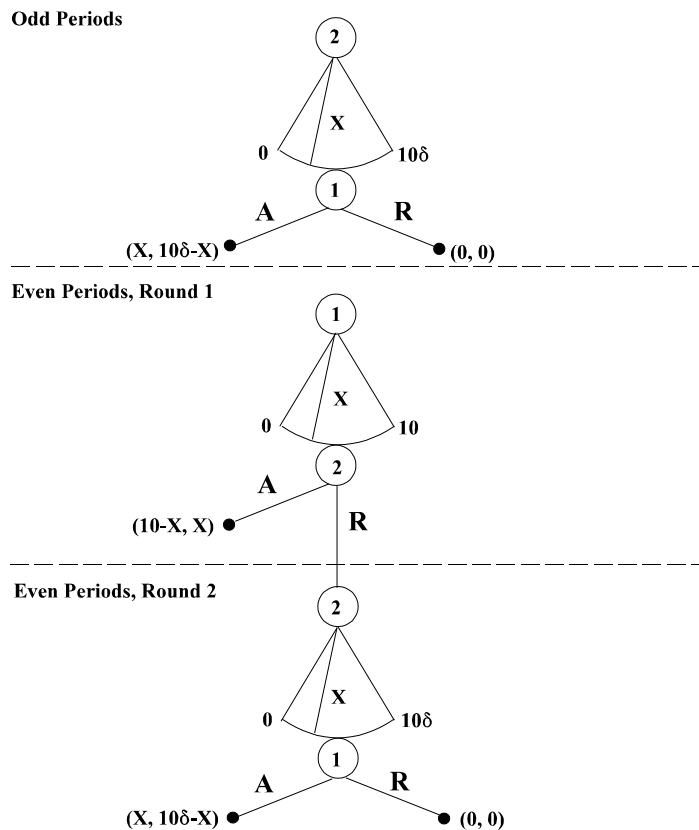 Odd Periods
2
X
0
10δ
1
A
R
(X, 10δ-X)
(0, 0)
Even Periods, Round 1
1
X
0
10
2
A
(10-X, X)
R
Even Periods, Round 2
2
X
0
10δ
1
A
R
(X, 10δ-X)
(0, 0)